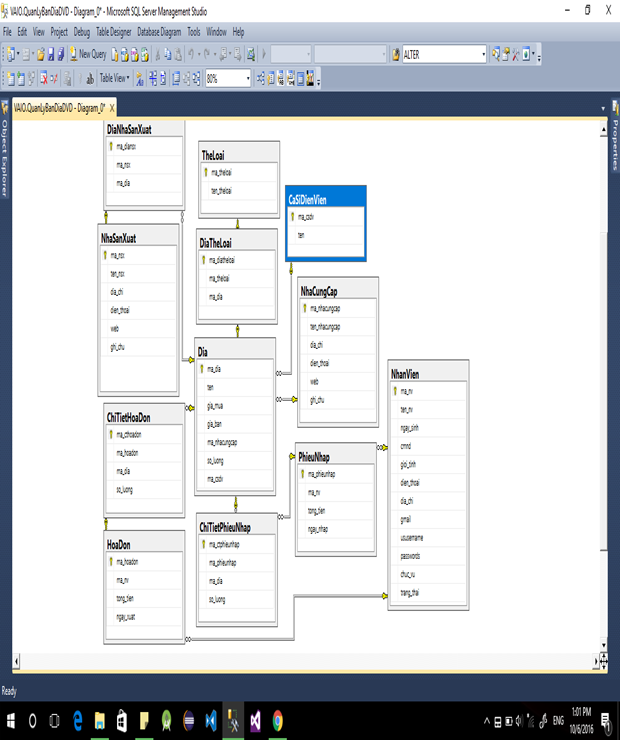 VAIO.QuanLyBanDiaDVD - Diagram_0* - Microsoft SQL Server Management Studio
File Edit View Project Debug Table Designer Database Diagram Tools Window Help
New Query ALTER
ab Table View 80%
VAIO.QuanLyBanDiaDVD - Diagram_0* X
Object Explorer
Properties
DiaNhaSanXuat
ma_dianсx
ma_nsx
ma_dia
TheLoai
ma_theloai
ten_theloai
CaSiDienVien
ma_csdv
ten
NhaSanXuat
ma_nsx
ten_nsx
dia_chi
dien_thoai
web
ghi_chu
DiaTheLoai
ma_diatheloai
ma_theloai
ma_dia
NhaCungCap
ma_nhacungcap
ten_nhacungcap
dia_chi
dien_thoai
web
ghi_chu
Dia
ma_dia
ten
gia_mua
gia_ban
ma_nhacungcap
so_luong
ma_csdv
NhanVien
ma_nv
ten_nv
ngay_sinh
cmnd
gioi_tinh
dien_thoai
dia_chi
gmail
ususername
passwords
chuc_vu
trang_thai
ChiTietHoaDon
ma_cthoadon
ma_hoadon
ma_dia
so_luong
PhieuNhap
ma_phieunhap
ma_nv
tong_tien
ngay_nhap
ChiTietPhieuNhap
ma_ctphieunhap
ma_phieunhap
ma_dia
so_luong
HoaDon
ma_hoadon
ma_nv
tong_tien
ngay_xuat
Ready
ENG
1:01 PM
10/6/2016